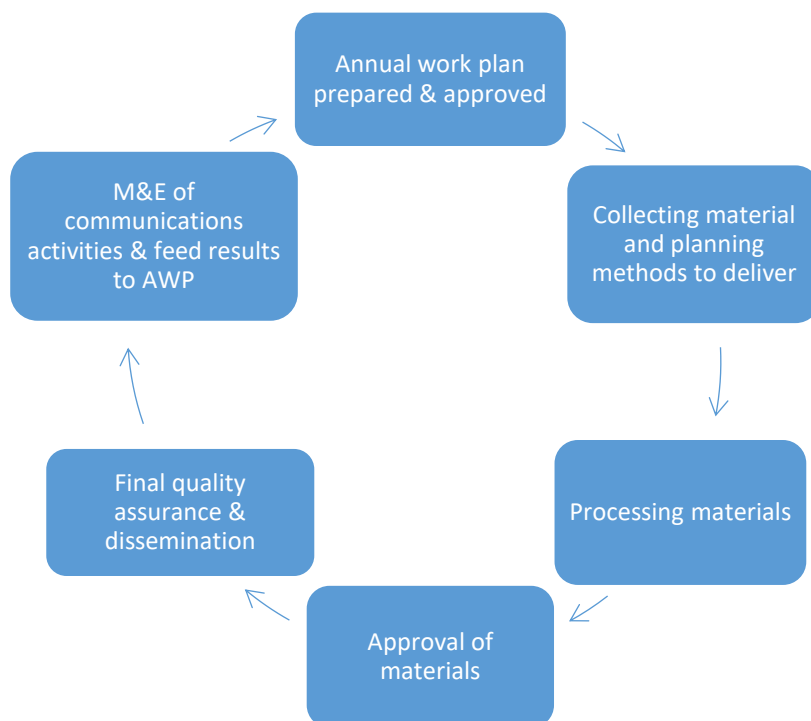 Annual work plan
prepared & approved
Collecting material
and planning
methods to deliver
Processing materials
Approval of
materials
Final quality
assurance &
dissemination
M&E of
communications
activities & feed results
to AWP